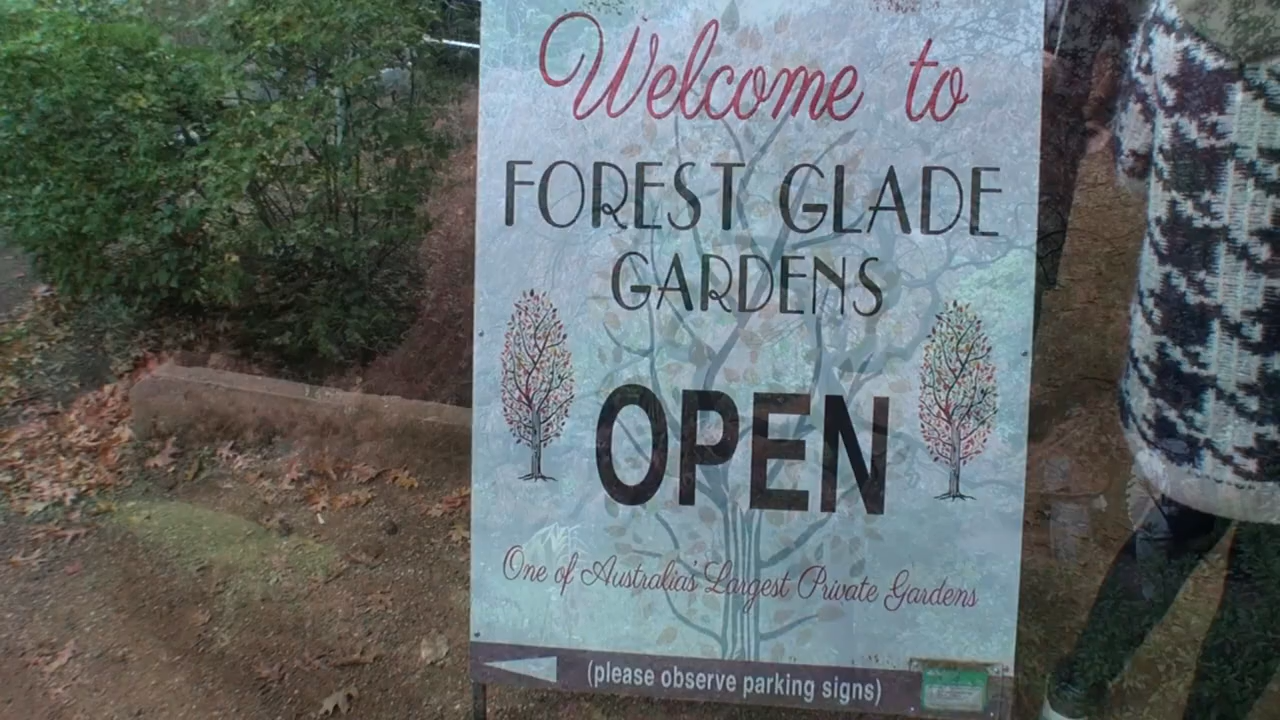 Welcome to
FOREST GLADE
GARDENS
OPEN
One of Australia's Largest Private Gardens
(please observe parking signs)